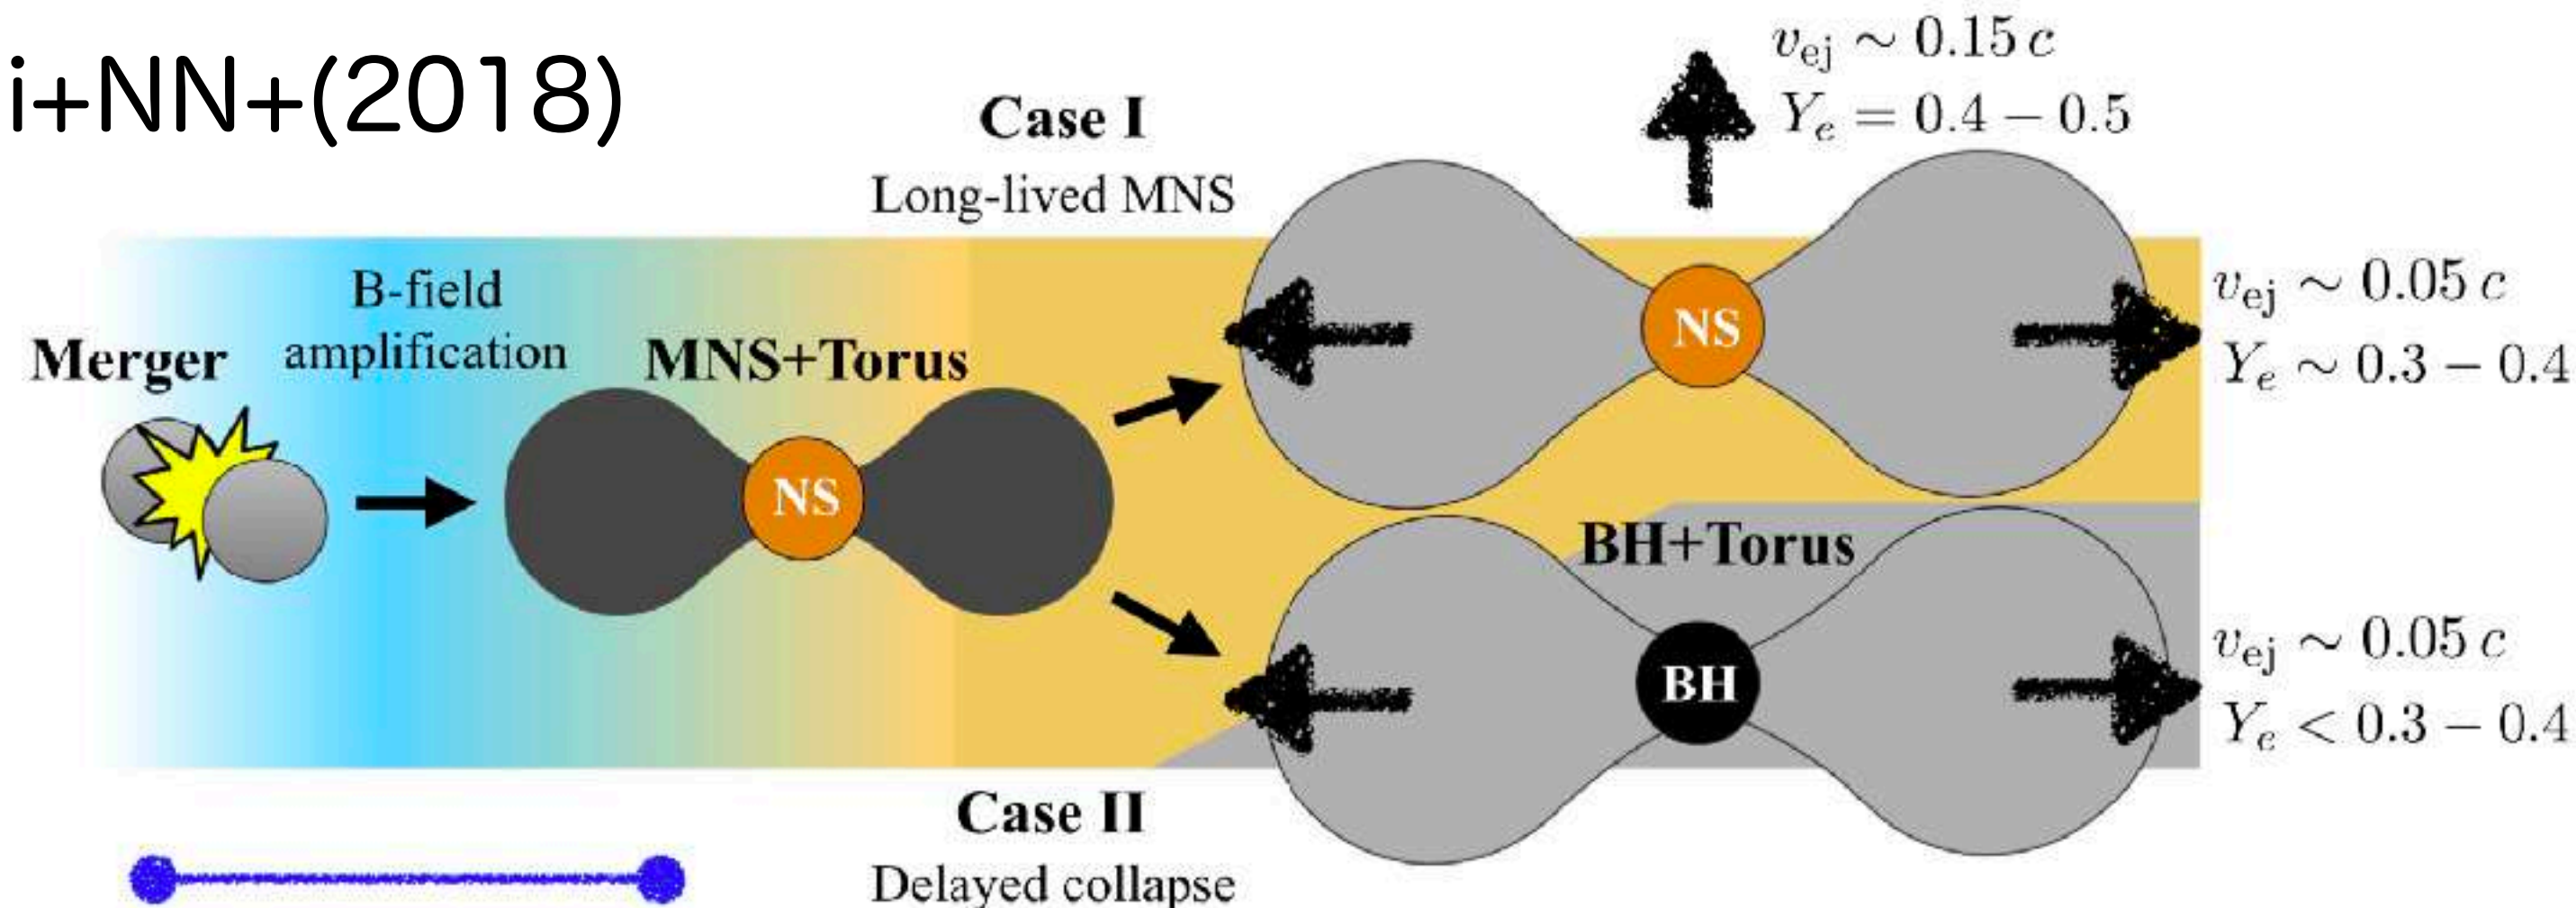 i+NN+(2018)
Case I
Long-lived MNS
v_ej ∼ 0.15 c
Y_e = 0.4 − 0.5
B-field
amplification
Merger
MNS+Torus
NS
NS
v_ej ∼ 0.05 c
Y_e ∼ 0.3 − 0.4
BH+Torus
BH
v_ej ∼ 0.05 c
Y_e < 0.3 − 0.4
Case II
Delayed collapse